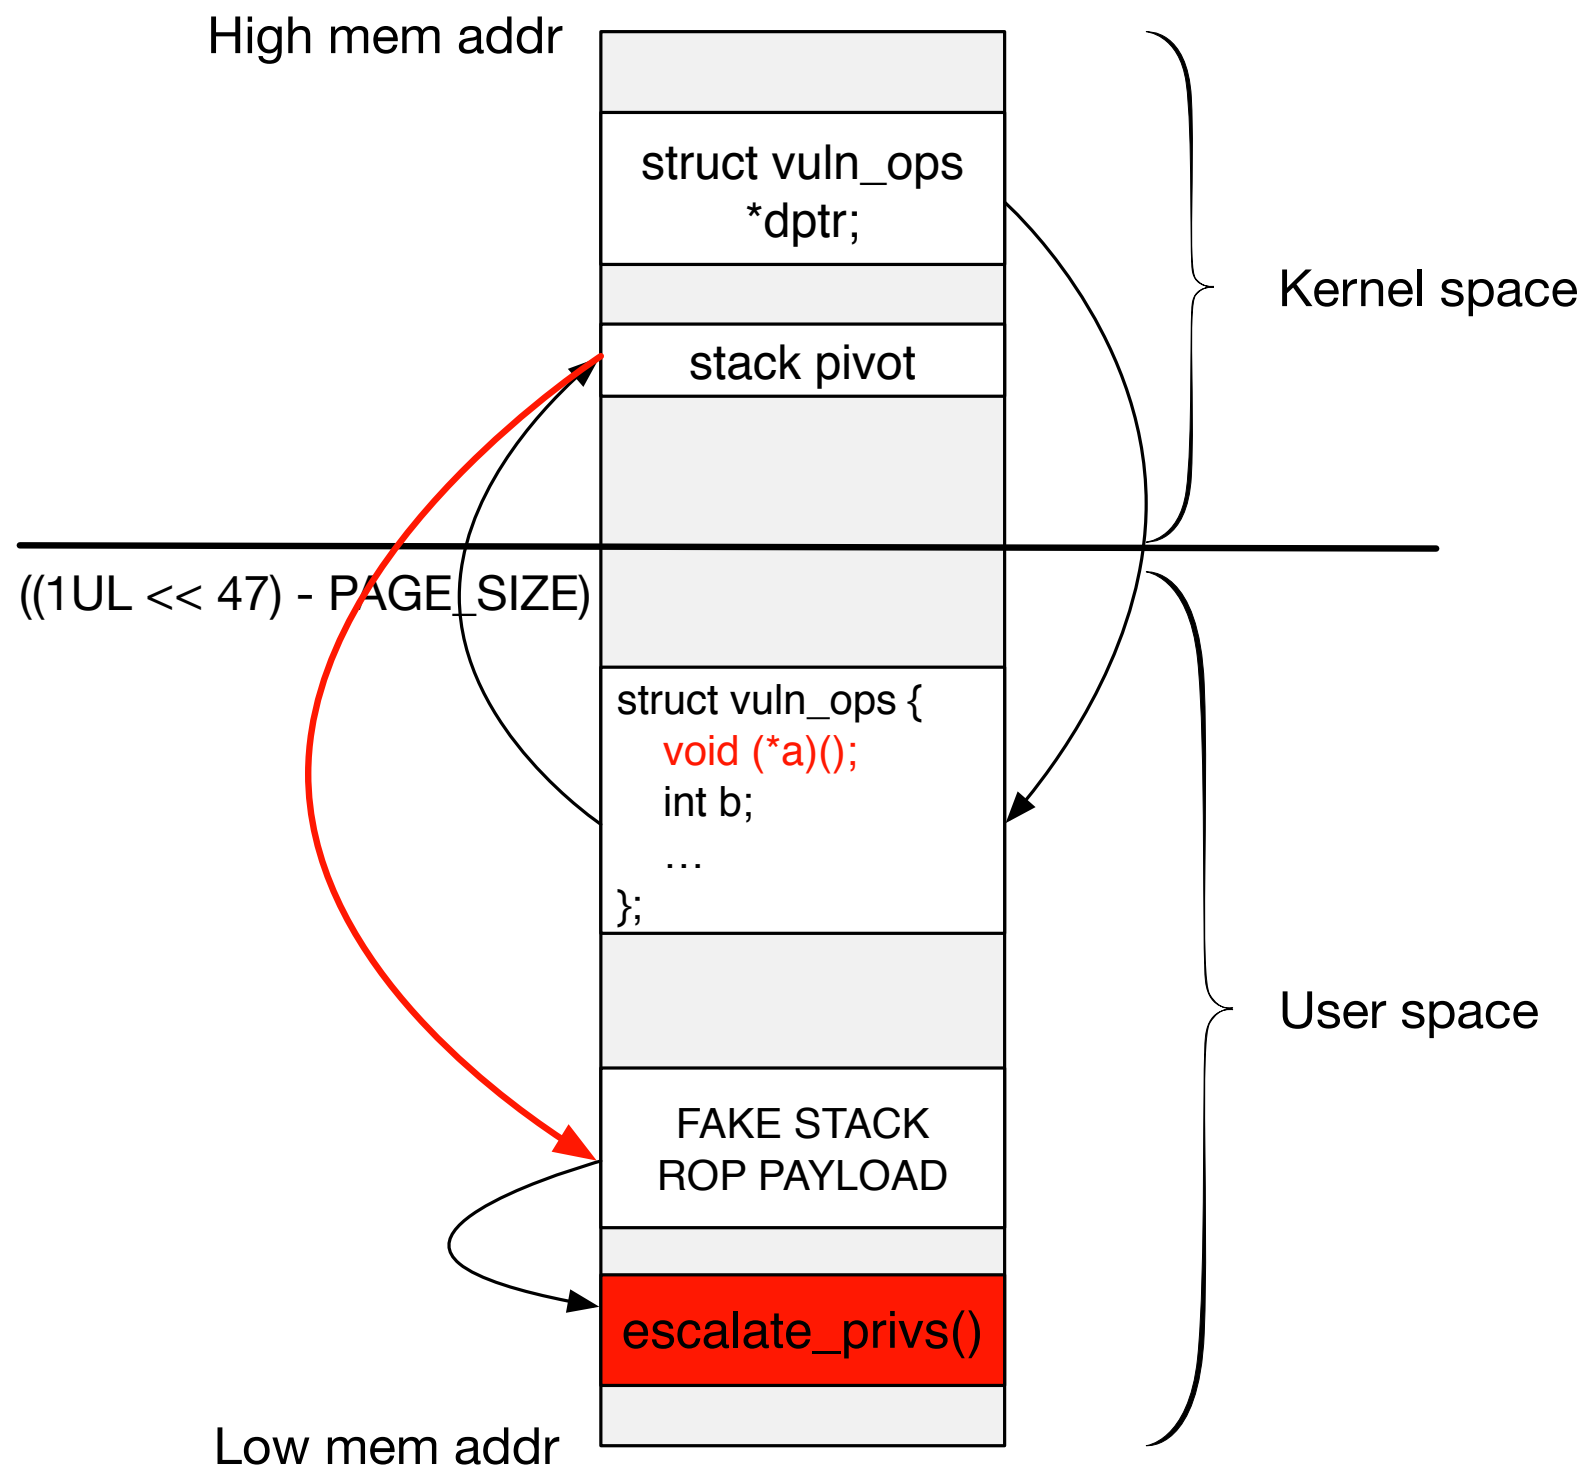 High mem addr
struct vuln_ops
*dptr;
Kernel space
stack pivot
((1UL << 47) - PAGE_SIZE)
struct vuln_ops {
void (*a)();
int b;
…
};
User space
FAKE STACK
ROP PAYLOAD
escalate_privs()
Low mem addr